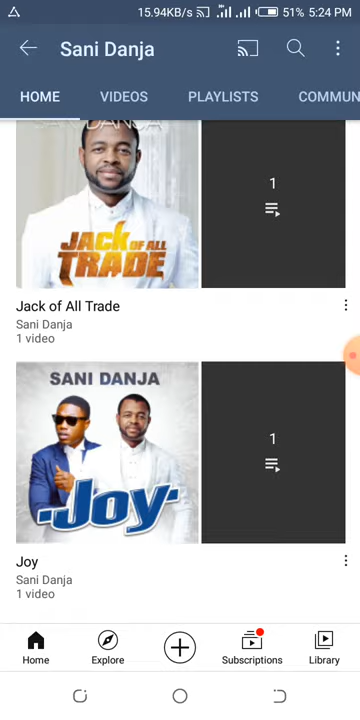 15.94KB/s 51% 5:24 PM
Sani Danja
HOME VIDEOS PLAYLISTS COMMUN
SANI DANJA
JACK OF ALL
TRADE
1
Jack of All Trade
Sani Danja
1 video
SANI DANJA
Joy
1
Joy
Sani Danja
1 video
Home Explore Subscriptions Library